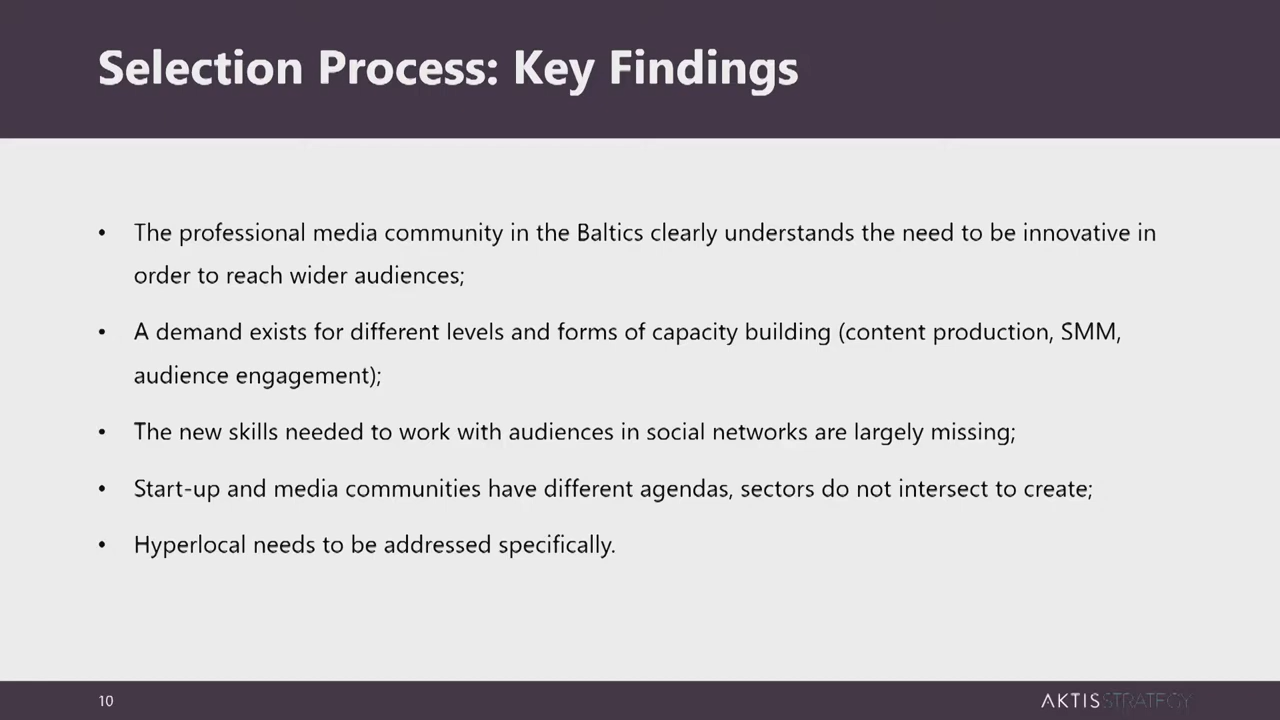 Selection Process: Key Findings
• The professional media community in the Baltics clearly understands the need to be innovative in
order to reach wider audiences;
• A demand exists for different levels and forms of capacity building (content production, SMM,
audience engagement);
• The new skills needed to work with audiences in social networks are largely missing;
• Start-up and media communities have different agendas, sectors do not intersect to create;
• Hyperlocal needs to be addressed specifically.
10
AKTISSTRATEGY